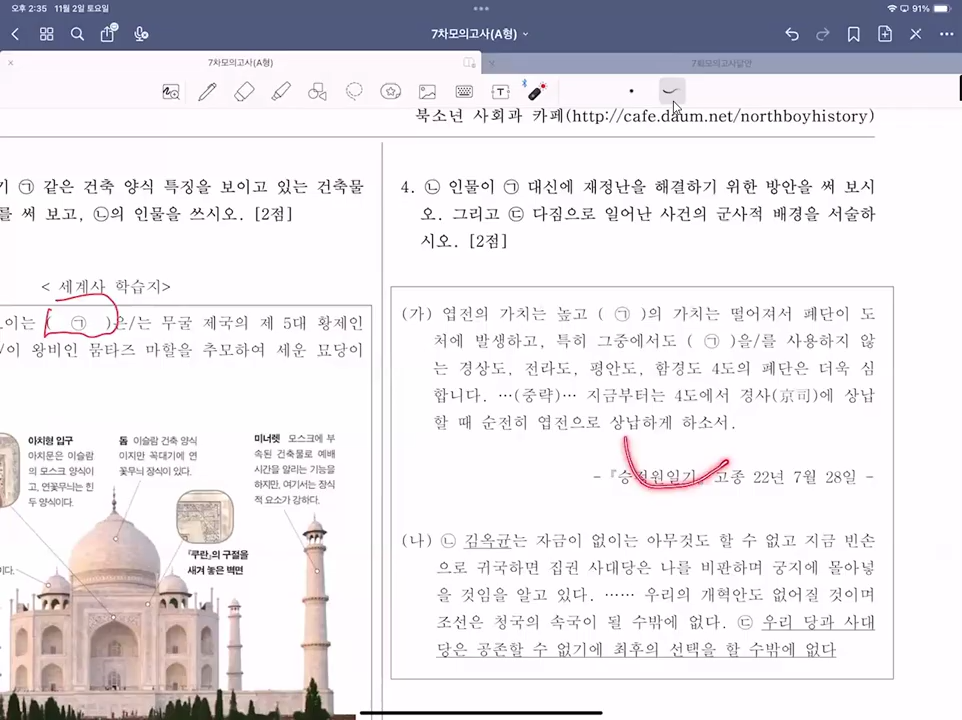 오후 2:35 11월 2일 토요일
91%
7차모의고사(A형)
7차모의고사(A형)
7회모의고사답안
북소년 사회과 카페(http://cafe.daum.net/northboyhistory)
기 ㉠ 같은 건축 양식 특징을 보이고 있는 건축물
를 써 보고, ㉡의 인물을 쓰시오. [2점]
< 세계사 학습지>
이는 ( ㉠ )은/는 무굴 제국의 제 5대 황제인
/이 왕비인 뭄타즈 마할을 추모하여 세운 묘당이
아치형 입구
아치문은 이슬람
의 모스크 양식이
고, 연꽃무늬는 힌
두 양식이다.
돔 이슬람 건축 양식
이지만 꼭대기에 연
꽃무늬 장식이 있다.
미너렛 모스크에 부
속된 건축물로 예배
시간을 알리는 기능을
하지만, 여기서는 장식
적 요소가 강하다.
『쿠란』의 구절을
새겨 놓은 벽면
이다.
4. ㉡ 인물이 ㉠ 대신에 재정난을 해결하기 위한 방안을 써 보시
오. 그리고 ㉢ 다짐으로 일어난 사건의 군사적 배경을 서술하
시오. [2점]
(가) 엽전의 가치는 높고 ( ㉠ )의 가치는 떨어져서 폐단이 도
처에 발생하고, 특히 그중에서도 ( ㉠ )을/를 사용하지 않
는 경상도, 전라도, 평안도, 함경도 4도의 폐단은 더욱 심
합니다. …(중략)… 지금부터는 4도에서 경사(京司)에 상납
할 때 순전히 엽전으로 상납하게 하소서.
-『승정원일기』 고종 22년 7월 28일 -
(나) ㉡ 김옥균는 자금이 없이는 아무것도 할 수 없고 지금 빈손
으로 귀국하면 집권 사대당은 나를 비판하며 궁지에 몰아넣
을 것임을 알고 있다. …… 우리의 개혁안도 없어질 것이며
조선은 청국의 속국이 될 수밖에 없다. ㉢ 우리 당과 사대
당은 공존할 수 없기에 최후의 선택을 할 수밖에 없다